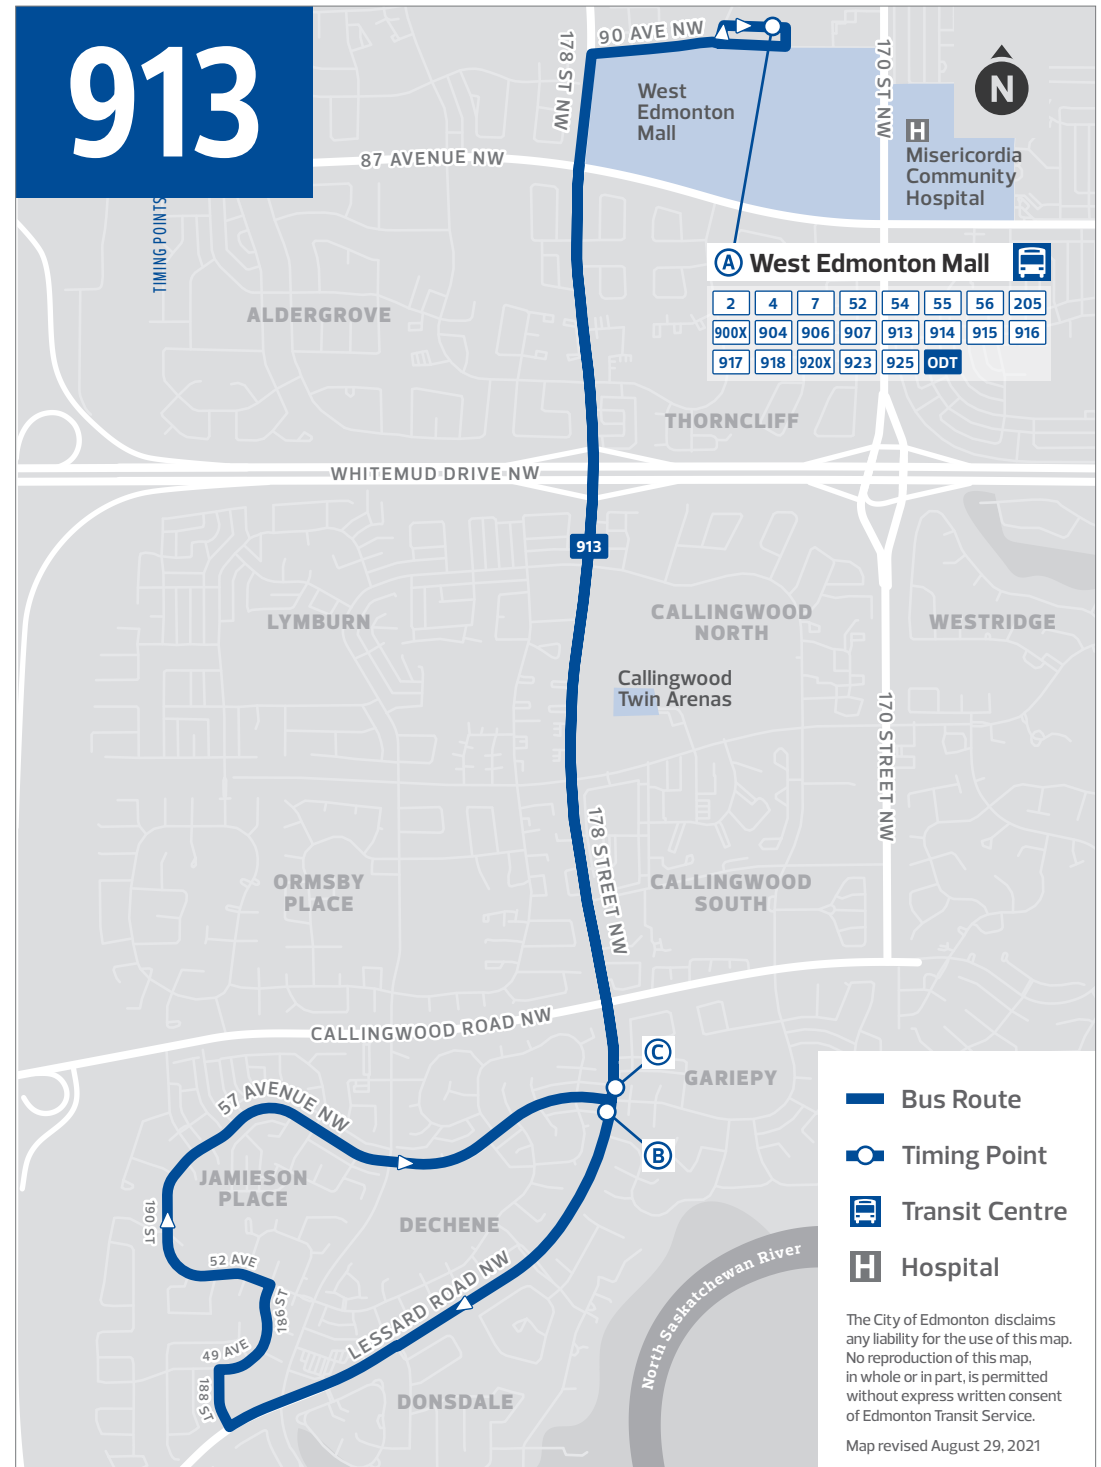 913
TIMING POINTS
178 ST NW
90 AVE NW
170 ST NW
N
West
Edmonton
Mall
H
Misericordia
Community
Hospital
87 AVENUE NW
A West Edmonton Mall
2 4 7 52 54 55 56 205
900X 904 906 907 913 914 915 916
917 918 920X 923 925 ODT
ALDERGROVE
THORNCLIFF
WHITEMUD DRIVE NW
913
LYMBURN
CALLINGWOOD
NORTH
WESTRIDGE
Callingwood
Twin Arenas
170 STREET NW
178 STREET NW
ORMSBY
PLACE
CALLINGWOOD
SOUTH
CALLINGWOOD ROAD NW
C
GARIEPY
57 AVENUE NW
B
JAMIESON
PLACE
190 ST
DECHENE
52 AVE
186 ST
LESSARD ROAD NW
49 AVE
188 ST
DONSDALE
North Saskatchewan River
Bus Route
Timing Point
Transit Centre
H Hospital
The City of Edmonton disclaims
any liability for the use of this map.
No reproduction of this map,
in whole or in part, is permitted
without express written consent
of Edmonton Transit Service.
Map revised August 29, 2021